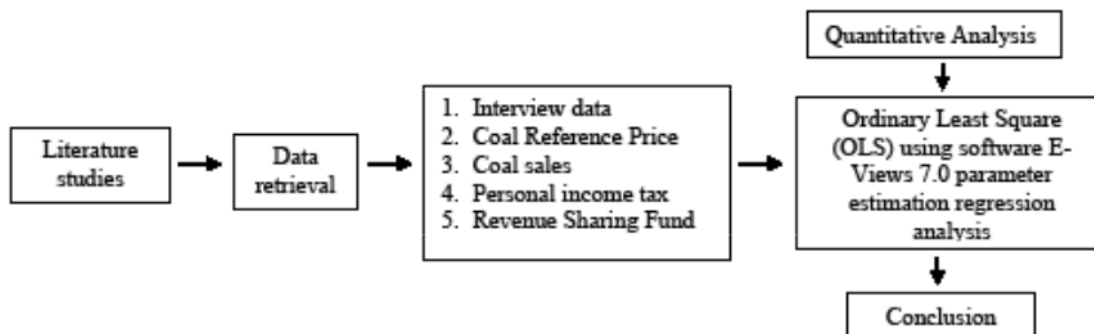 Literature
studies
Data
retrieval
1. Interview data
2. Coal Reference Price
3. Coal sales
4. Personal income tax
5. Revenue Sharing Fund
Quantitative Analysis
Ordinary Least Square
(OLS) using software E-
Views 7.0 parameter
estimation regression
analysis
Conclusion